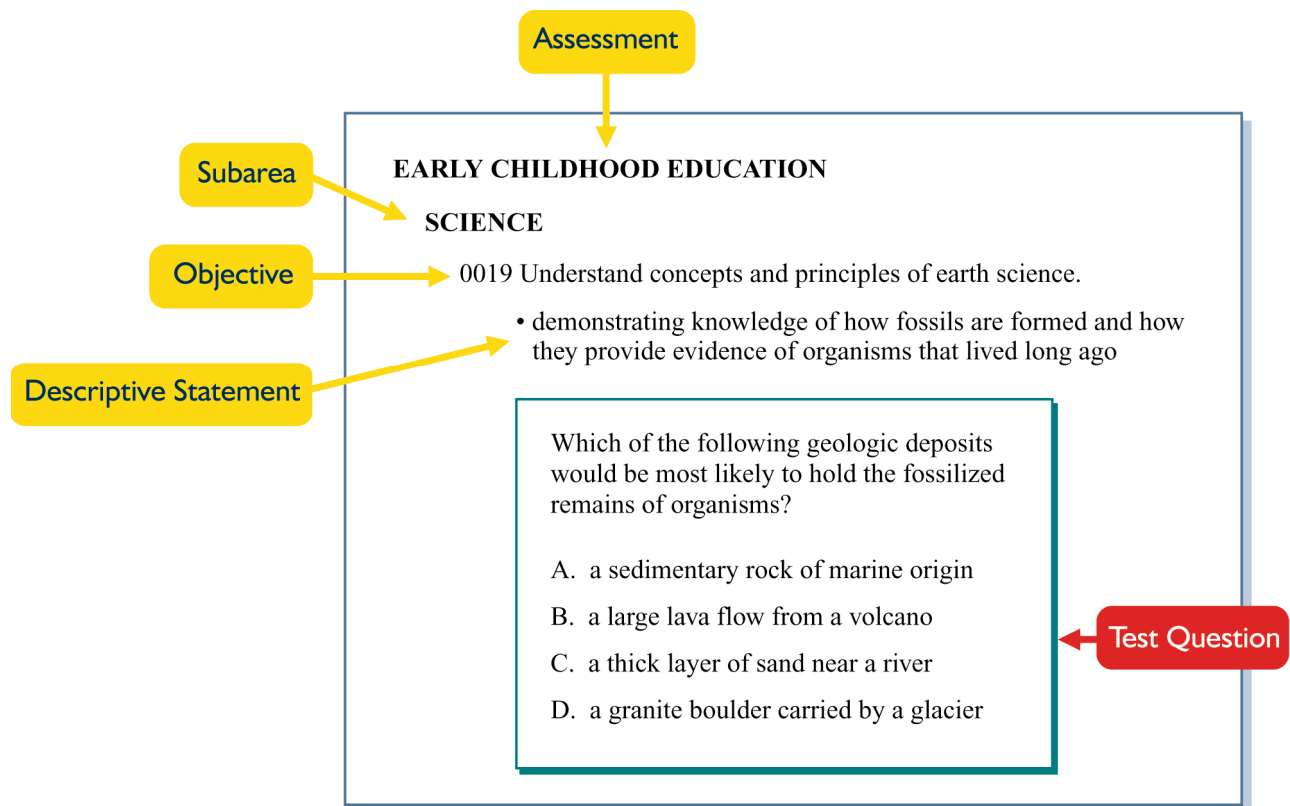 Assessment
EARLY CHILDHOOD EDUCATION
Subarea
SCIENCE
Objective
0019 Understand concepts and principles of earth science.
• demonstrating knowledge of how fossils are formed and how
they provide evidence of organisms that lived long ago
Descriptive Statement
Which of the following geologic deposits
would be most likely to hold the fossilized
remains of organisms?
A. a sedimentary rock of marine origin
B. a large lava flow from a volcano
C. a thick layer of sand near a river
D. a granite boulder carried by a glacier
Test Question